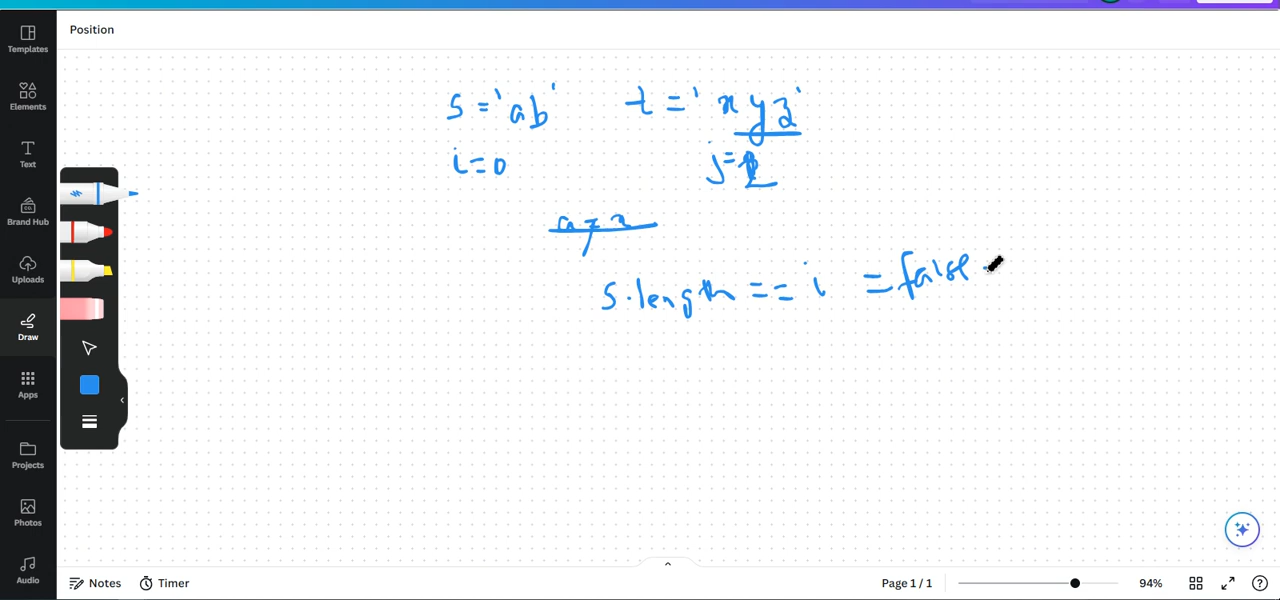 Position
Templates
Elements
Text
Brand Hub
Uploads
Draw
Apps
Projects
Photos
Audio
s = 'ab' t = 'xyz'
i = 0 j =
a = x
s.length == i = false
Notes Timer
Page 1 / 1 94%